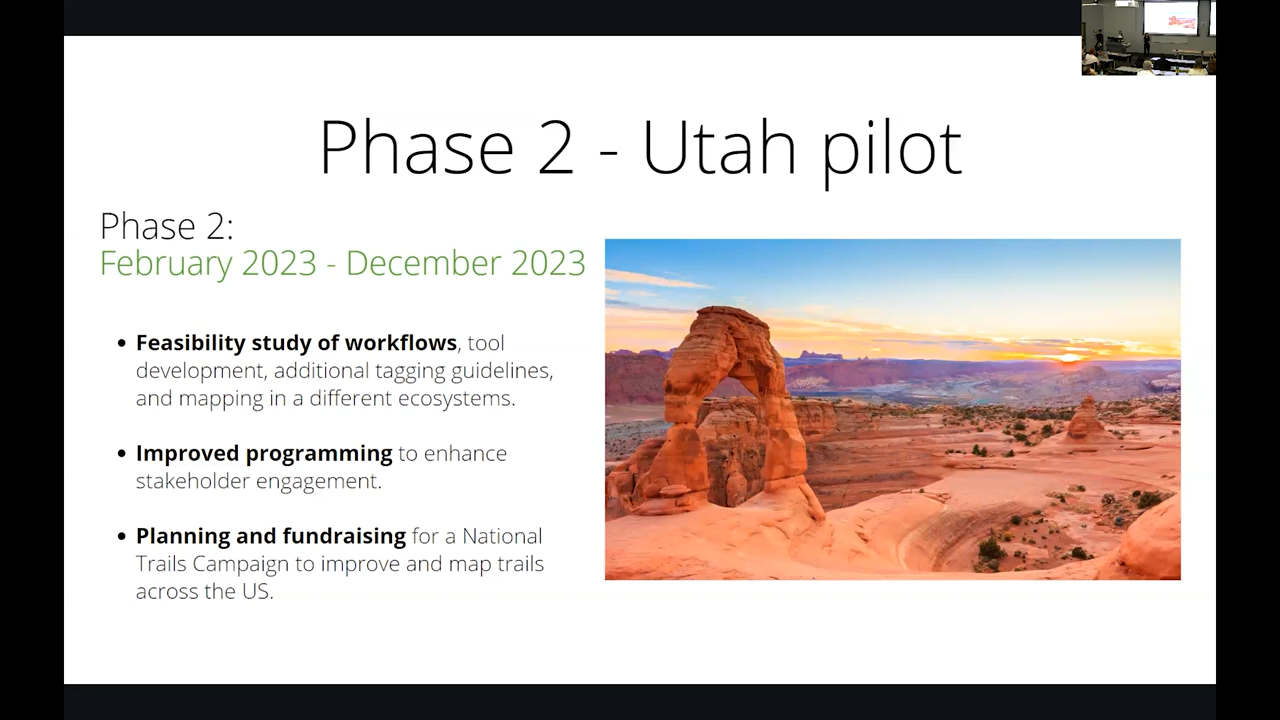 Phase 2 - Utah pilot
Phase 2:
February 2023 - December 2023
• Feasibility study of workflows, tool
development, additional tagging guidelines,
and mapping in a different ecosystems.
• Improved programming to enhance
stakeholder engagement.
• Planning and fundraising for a National
Trails Campaign to improve and map trails
across the US.